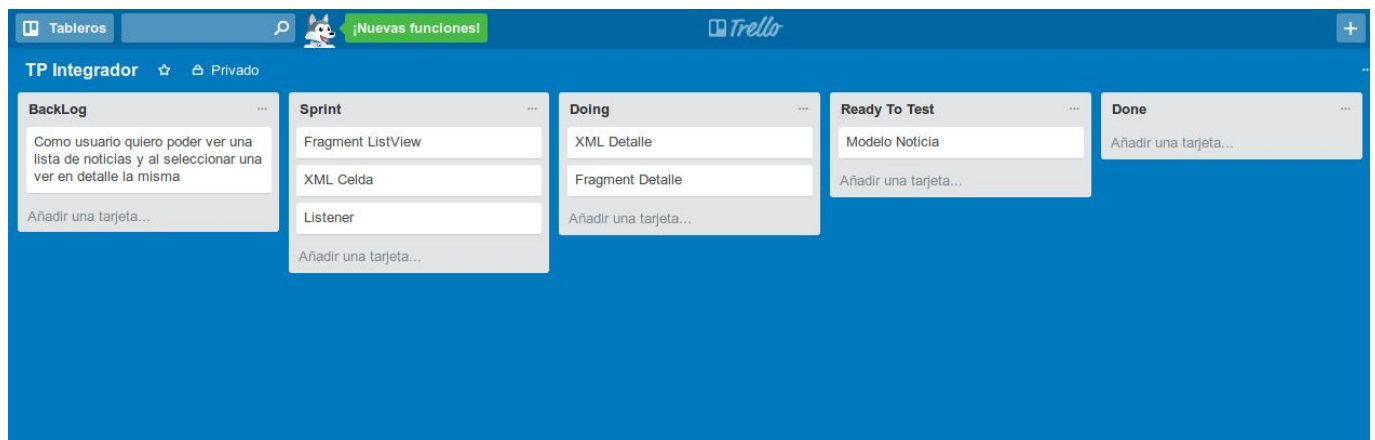 Tableros
¡Nuevas funciones!
Trello
TP Integrador
Privado
BackLog
Como usuario quiero poder ver una
lista de noticias y al seleccionar una
ver en detalle la misma
Añadir una tarjeta...
Sprint
Fragment ListView
XML Celda
Listener
Añadir una tarjeta...
Doing
XML Detalle
Fragment Detalle
Añadir una tarjeta...
Ready To Test
Modelo Noticia
Añadir una tarjeta...
Done
Añadir una tarjeta...